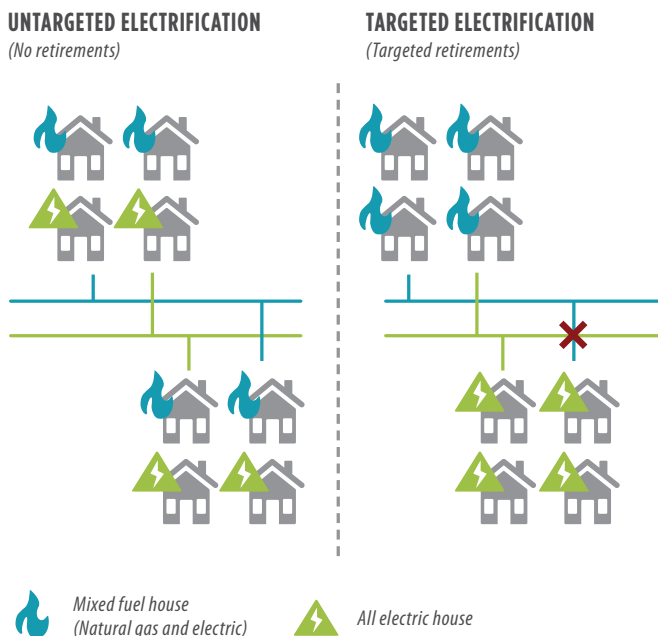 UNTARGETED ELECTRIFICATION
(No retirements)
TARGETED ELECTRIFICATION
(Targeted retirements)
Mixed fuel house
(Natural gas and electric)
All electric house